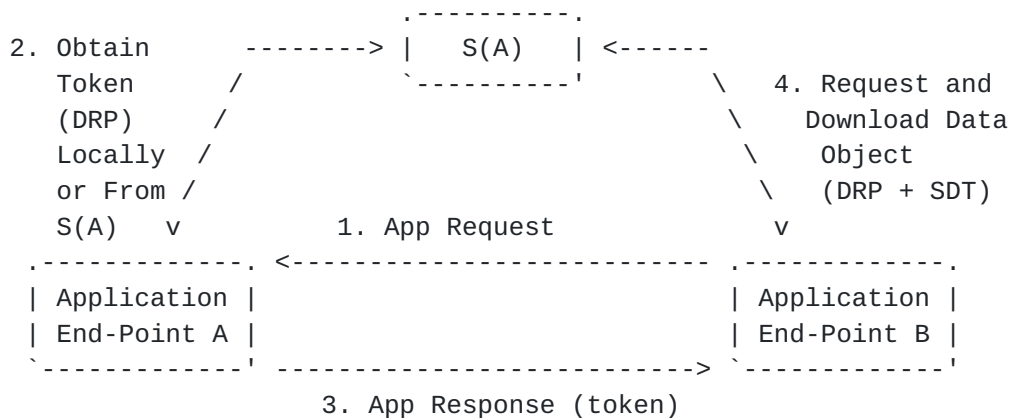 .----------.
2. Obtain      --------> |   S(A)   | <------
   Token      /          `----------'         \   4. Request and
   (DRP)     /                                 \    Download Data
   Locally  /                                   \    Object
   or From /                                     \   (DRP + SDT)
   S(A)   v          1. App Request               v
 .-------------. <--------------------------- .-------------.
 | Application |                              | Application |
 | End-Point A |                              | End-Point B |
 `-------------' ---------------------------> `-------------'
                    3. App Response (token)